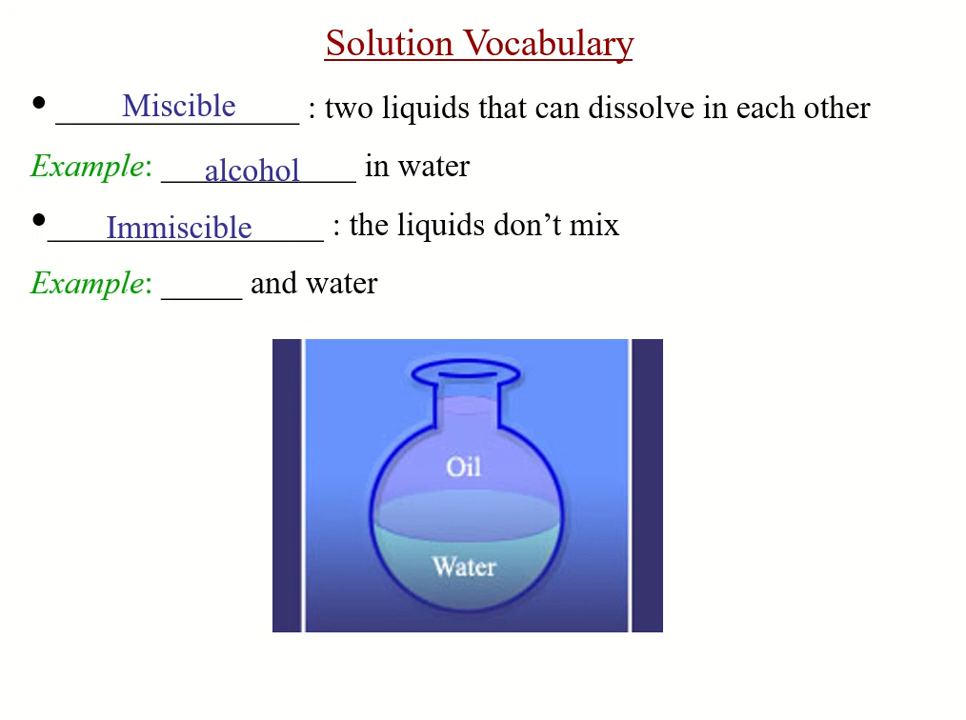 Solution Vocabulary
• Miscible : two liquids that can dissolve in each other
Example: alcohol in water
• Immiscible : the liquids don’t mix
Example: _____ and water
Oil
Water